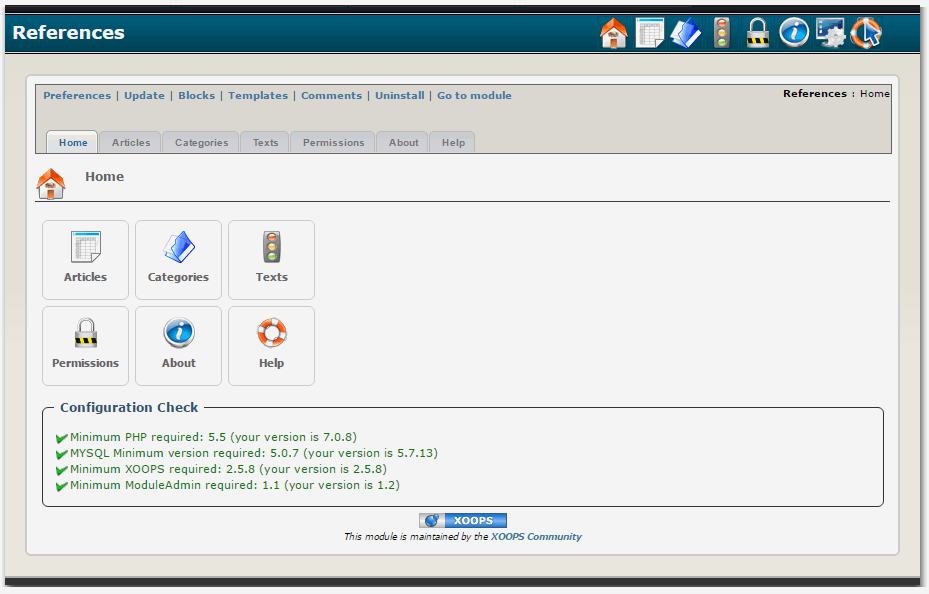 References
Preferences | Update | Blocks | Templates | Comments | Uninstall | Go to module
References : Home
Home Articles Categories Texts Permissions About Help
Home
Articles Categories Texts
Permissions About Help
Configuration Check
Minimum PHP required: 5.5 (your version is 7.0.8)
MYSQL Minimum version required: 5.0.7 (your version is 5.7.13)
Minimum XOOPS required: 2.5.8 (your version is 2.5.8)
Minimum ModuleAdmin required: 1.1 (your version is 1.2)
XOOPS
This module is maintained by the XOOPS Community